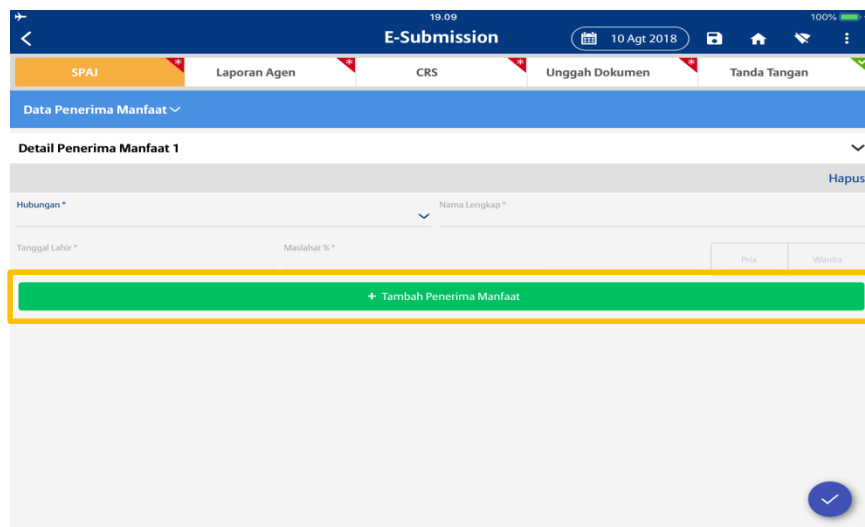 19.09
100%
E-Submission
10 Agt 2018
SPAJ
Laporan Agen
CRS
Unggah Dokumen
Tanda Tangan
Data Penerima Manfaat
Detail Penerima Manfaat 1
Hapus
Hubungan *
Nama Lengkap *
Tanggal Lahir *
Maslahat % *
Pria
Wanita
+ Tambah Penerima Manfaat